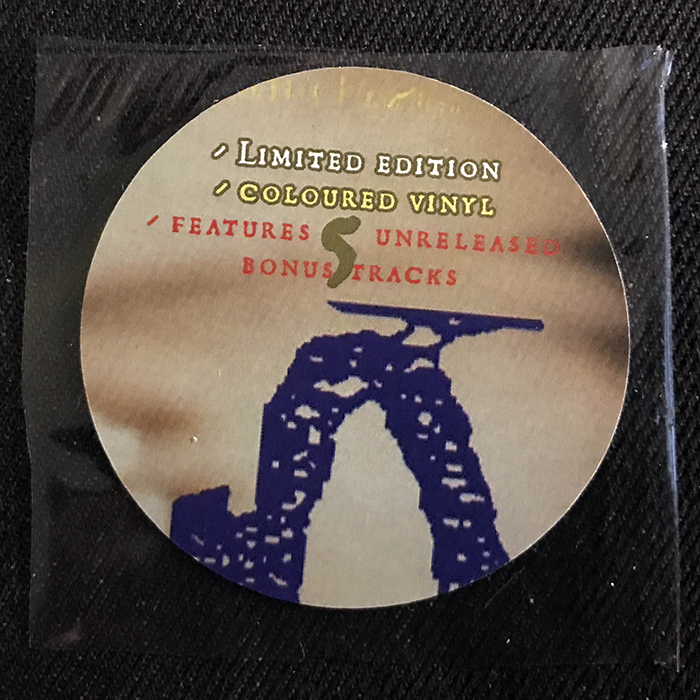 / LIMITED EDITION
/ COLOURED VINYL
/ FEATURES 5 UNRELEASED
BONUS TRACKS